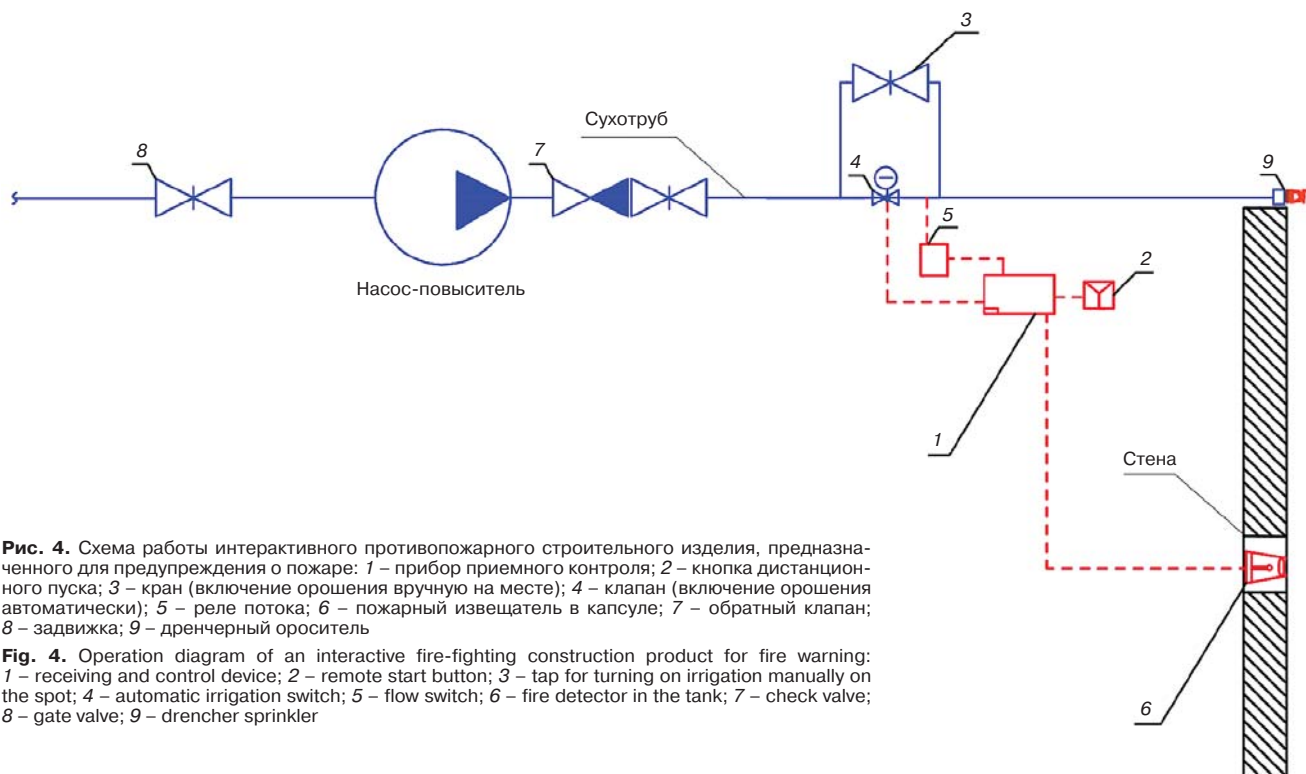 3
Сухотруб
8
7
4
9
5
2
Насос-повыситель
1
Стена
6
Рис. 4. Схема работы интерактивного противопожарного строительного изделия, предназна-
ченного для предупреждения о пожаре: 1 – прибор приемного контроля; 2 – кнопка дистанцион-
ного пуска; 3 – кран (включение орошения вручную на месте); 4 – клапан (включение орошения
автоматически); 5 – реле потока; 6 – пожарный извещатель в капсуле; 7 – обратный клапан;
8 – задвижка; 9 – дренчерный ороситель
Fig. 4. Operation diagram of an interactive fire-fighting construction product for fire warning:
1 – receiving and control device; 2 – remote start button; 3 – tap for turning on irrigation manually on
the spot; 4 – automatic irrigation switch; 5 – flow switch; 6 – fire detector in the tank; 7 – check valve;
8 – gate valve; 9 – drencher sprinkler